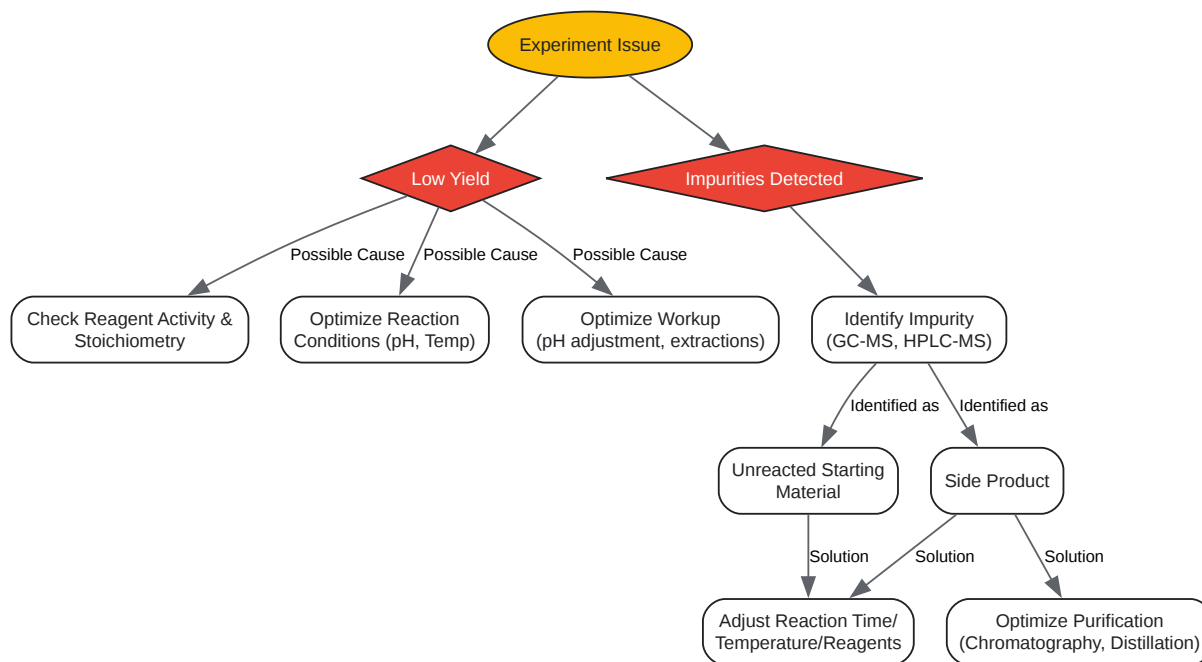 Experiment Issue
Low Yield
Impurities Detected
Possible Cause
Possible Cause
Possible Cause
Check Reagent Activity &
Stoichiometry
Optimize Reaction
Conditions (pH, Temp)
Optimize Workup
(pH adjustment, extractions)
Identify Impurity
(GC-MS, HPLC-MS)
Identified as
Identified as
Unreacted Starting
Material
Side Product
Solution
Solution
Solution
Adjust Reaction Time/
Temperature/Reagents
Optimize Purification
(Chromatography, Distillation)